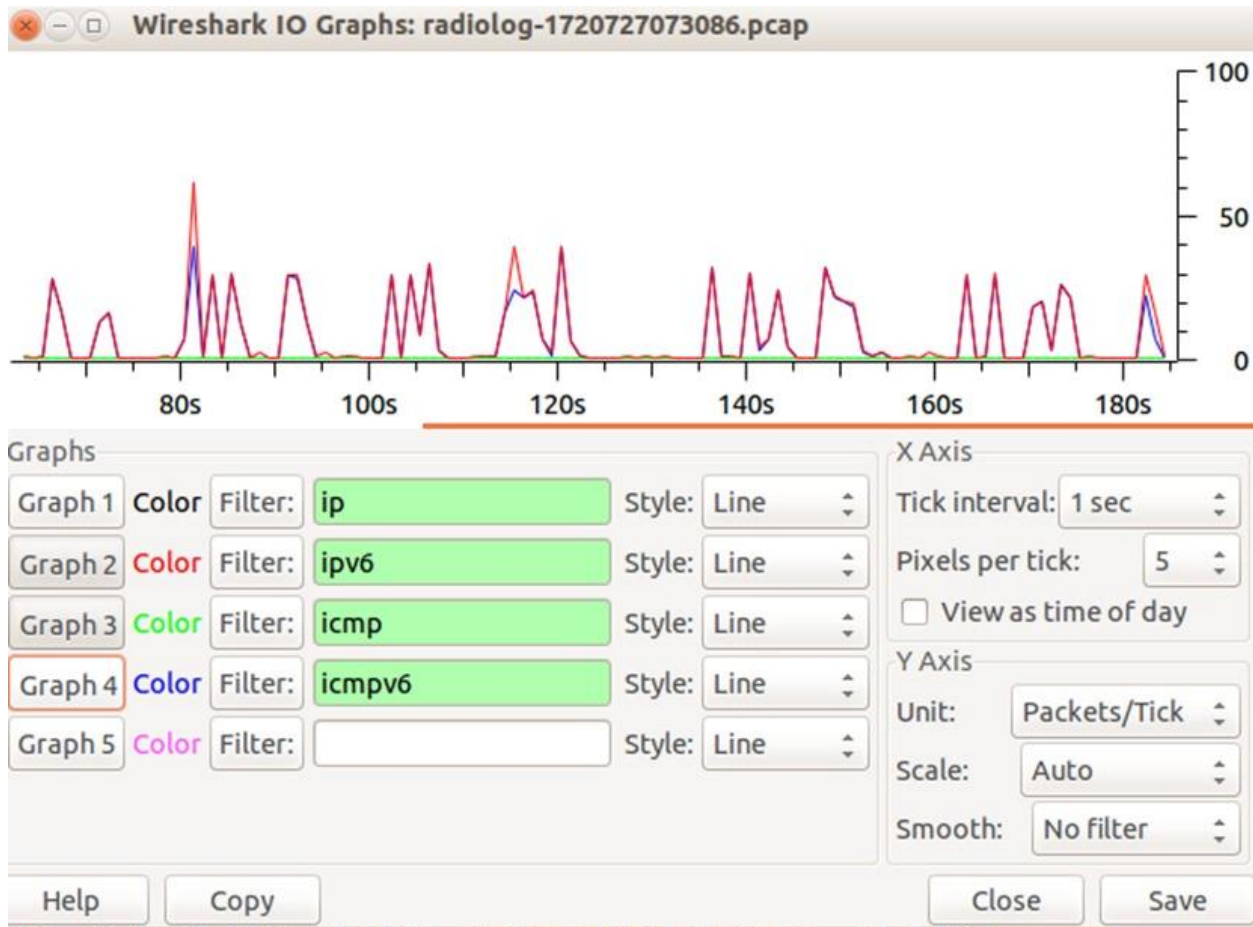 Wireshark IO Graphs: radiolog-1720727073086.pcap
100
50
0
80s 100s 120s 140s 160s 180s
Graphs
Graph 1 Color Filter: ip Style: Line
Graph 2 Color Filter: ipv6 Style: Line
Graph 3 Color Filter: icmp Style: Line
Graph 4 Color Filter: icmpv6 Style: Line
Graph 5 Color Filter: Style: Line
X Axis
Tick interval: 1 sec
Pixels per tick: 5
View as time of day
Y Axis
Unit: Packets/Tick
Scale: Auto
Smooth: No filter
Help Copy Close Save